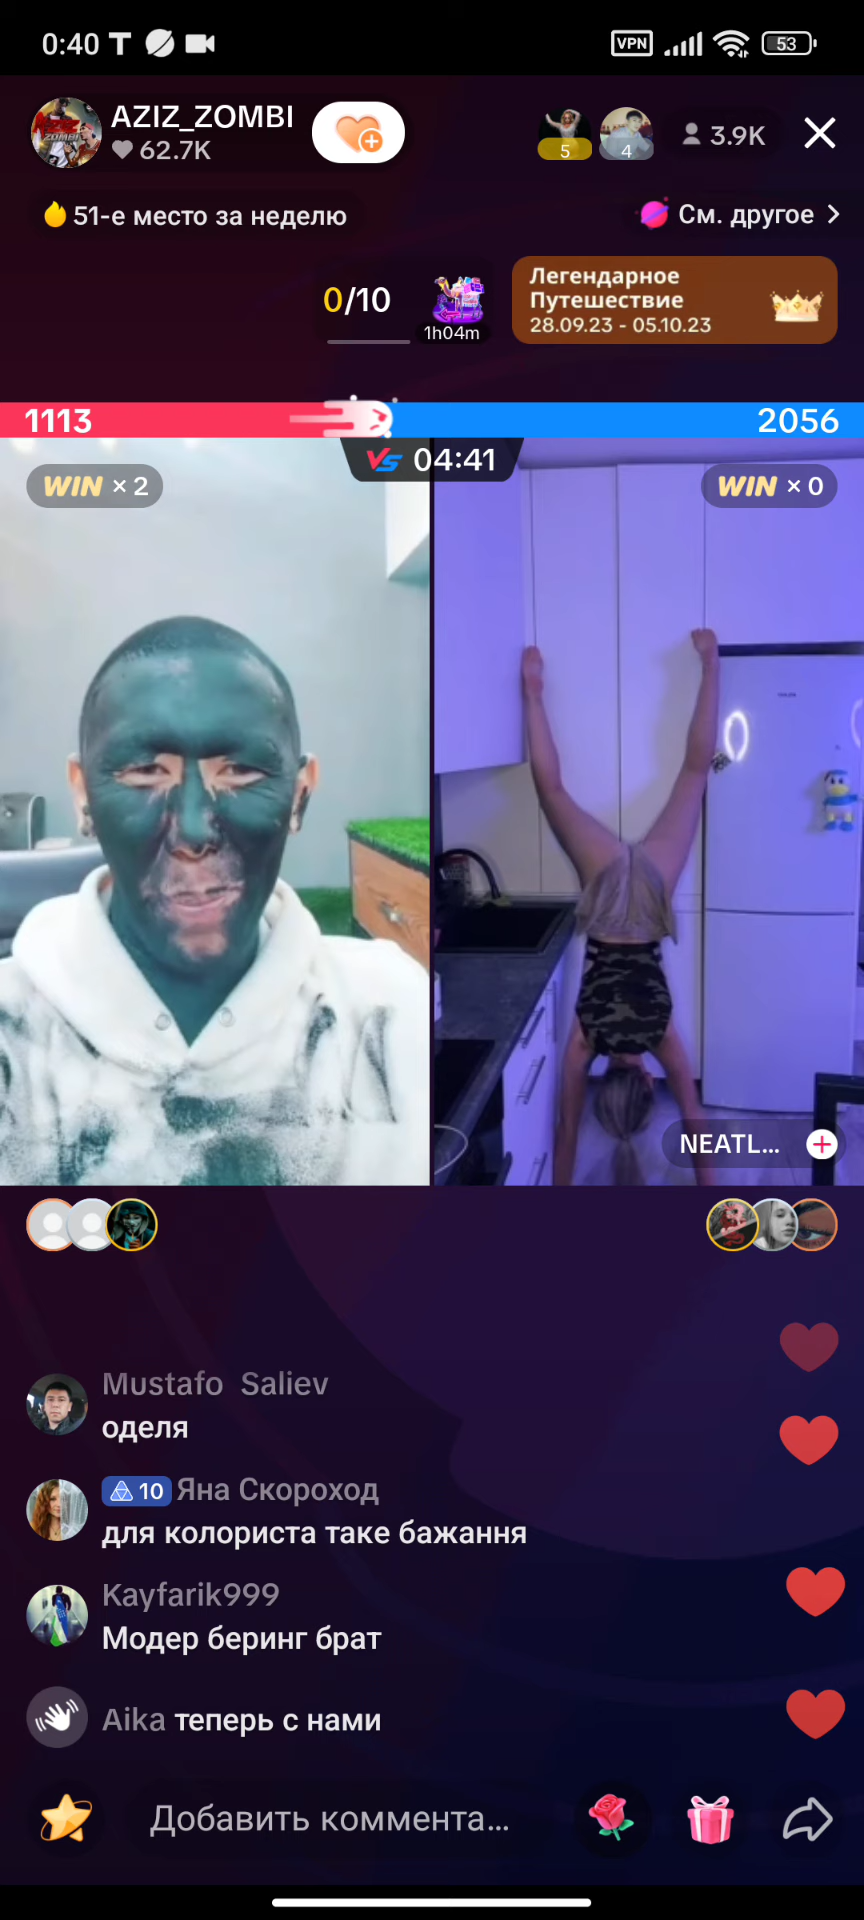 0:40
VPN
53
AZIZ_ZOMBI
62.7K
5
4
3.9K
51-е место за неделю
См. другое
0/10
1h04m
Легендарное
Путешествие
28.09.23 - 05.10.23
1113
2056
VS 04:41
WIN × 2
WIN × 0
NEATL...
Mustafo Saliev
оделя
10 Яна Скороход
для колориста таке бажання
Kayfarik999
Модер беринг брат
Aika теперь с нами
Добавить коммента...